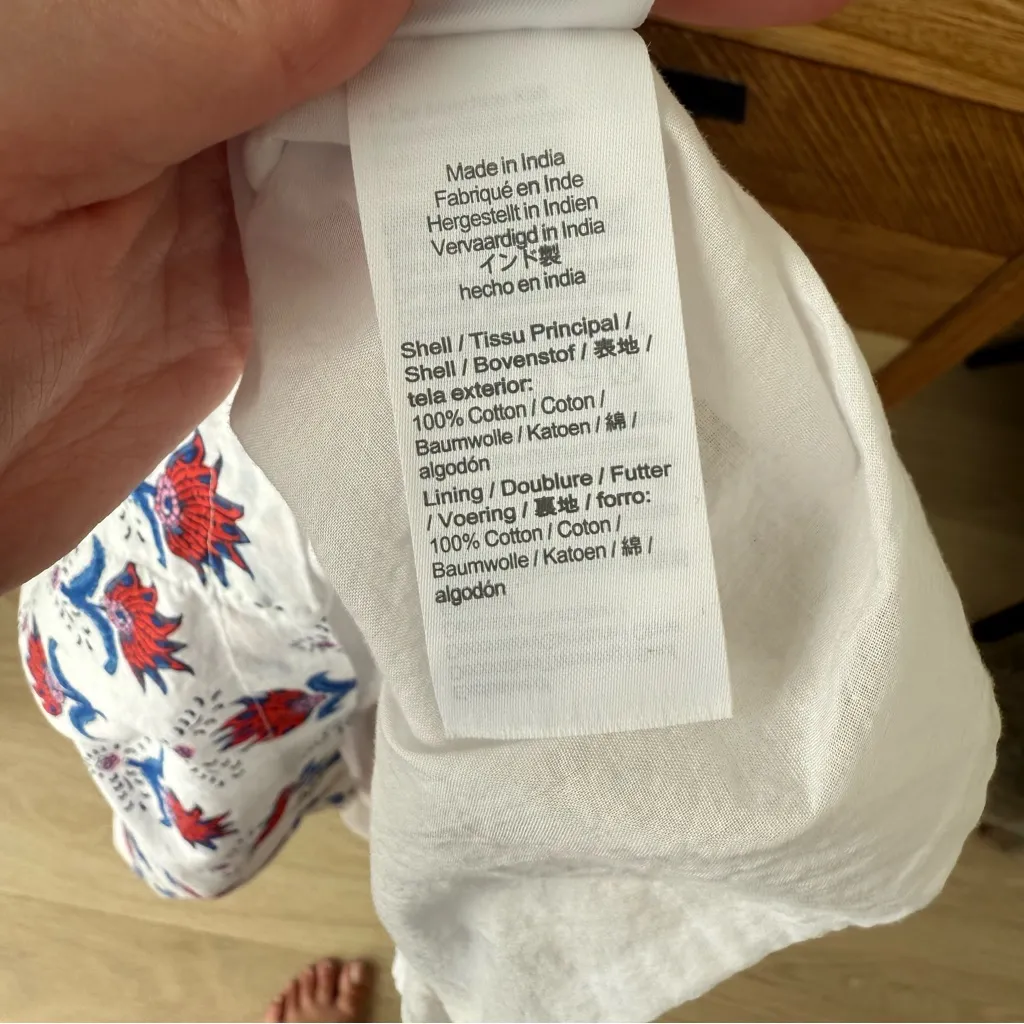 Made in India
Fabriqué en Inde
Hergestellt in Indien
Vervaardigd in India
インド製
hecho en india
Shell / Tissu Principal /
Shell / Bovenstof / 表地 /
tela exterior:
100% Cotton / Coton /
Baumwolle / Katoen / 綿 /
algodón
Lining / Doublure / Futter
/ Voering / 裏地 / forro:
100% Cotton / Coton /
Baumwolle / Katoen / 綿 /
algodón